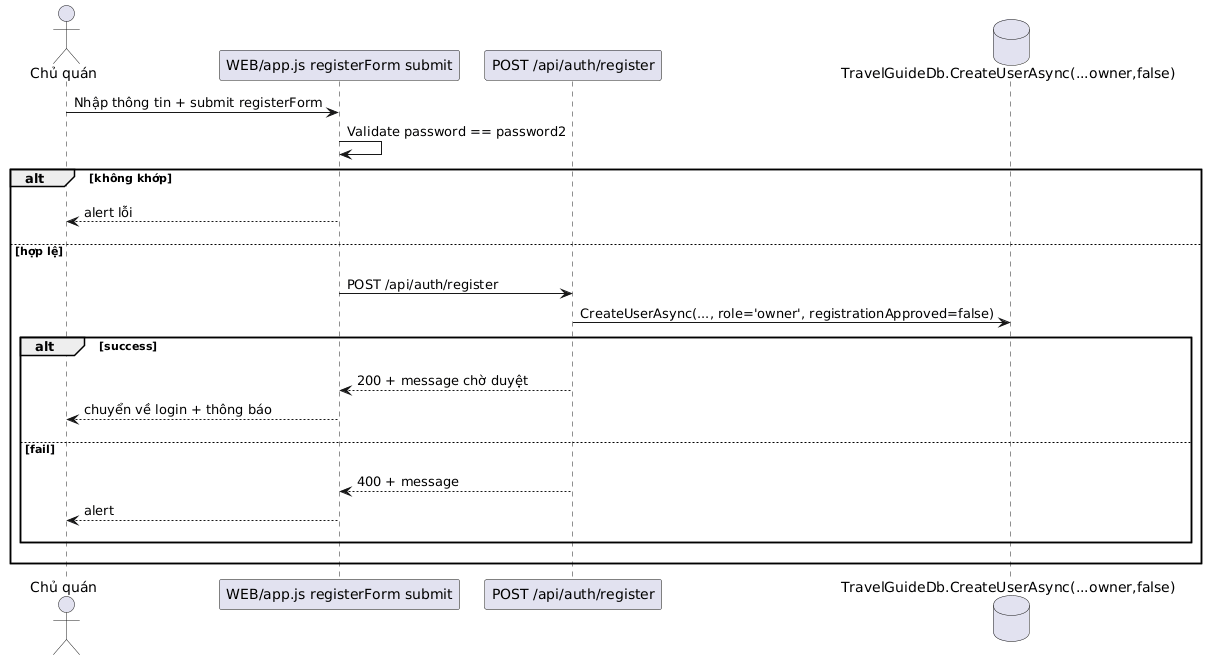 Chủ quán
WEB/app.js registerForm submit
POST /api/auth/register
TravelGuideDb.CreateUserAsync(...owner,false)
Nhập thông tin + submit registerForm
Validate password == password2
alt [không khớp]
alert lỗi
[hợp lệ]
POST /api/auth/register
CreateUserAsync(..., role='owner', registrationApproved=false)
alt [success]
200 + message chờ duyệt
chuyển về login + thông báo
[fail]
400 + message
alert
Chủ quán
WEB/app.js registerForm submit
POST /api/auth/register
TravelGuideDb.CreateUserAsync(...owner,false)